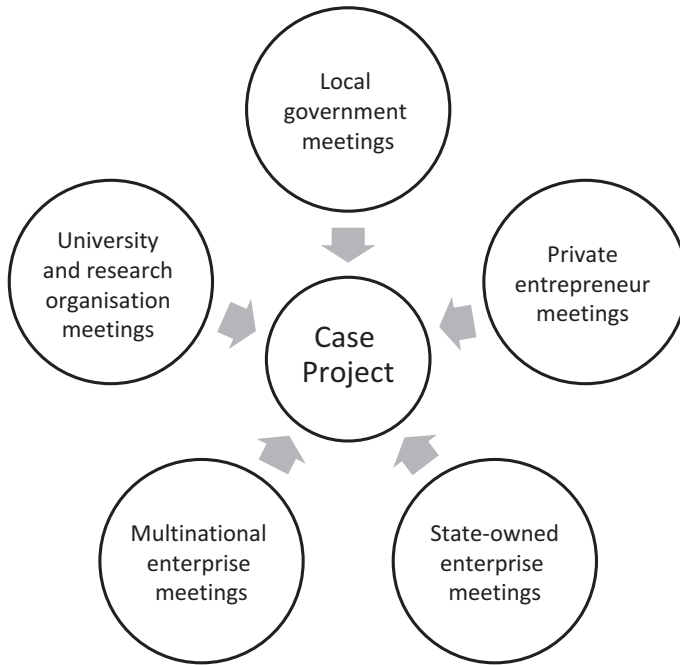 Local
government
meetings
University
and research
organisation
meetings
Private
entrepreneur
meetings
Case
Project
Multinational
enterprise
meetings
State-owned
enterprise
meetings